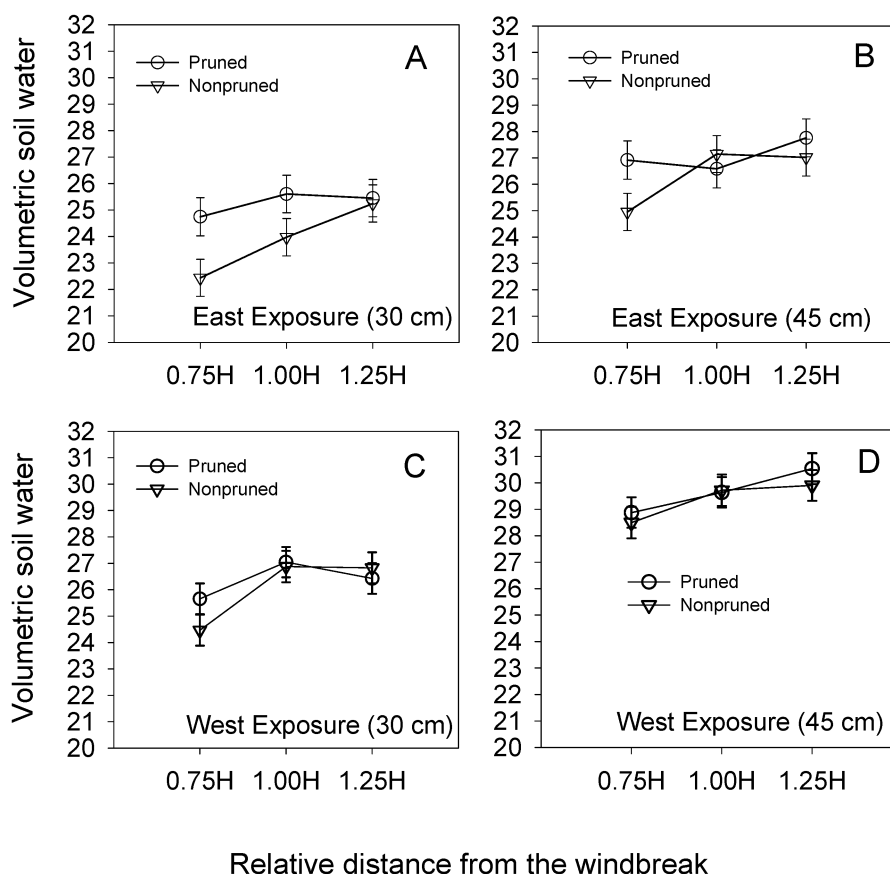 Volumetric soil water
32
31
30
29
28
27
26
25
24
23
22
21
20
Pruned
Nonpruned
A
East Exposure (30 cm)
0.75H 1.00H 1.25H
32
31
30
29
28
27
26
25
24
23
22
21
20
Pruned
Nonpruned
B
East Exposure (45 cm)
0.75H 1.00H 1.25H
Volumetric soil water
32
31
30
29
28
27
26
25
24
23
22
21
20
Pruned
Nonpruned
C
West Exposure (30 cm)
0.75H 1.00H 1.25H
32
31
30
29
28
27
26
25
24
23
22
21
20
D
Pruned
Nonpruned
West Exposure (45 cm)
0.75H 1.00H 1.25H
Relative distance from the windbreak